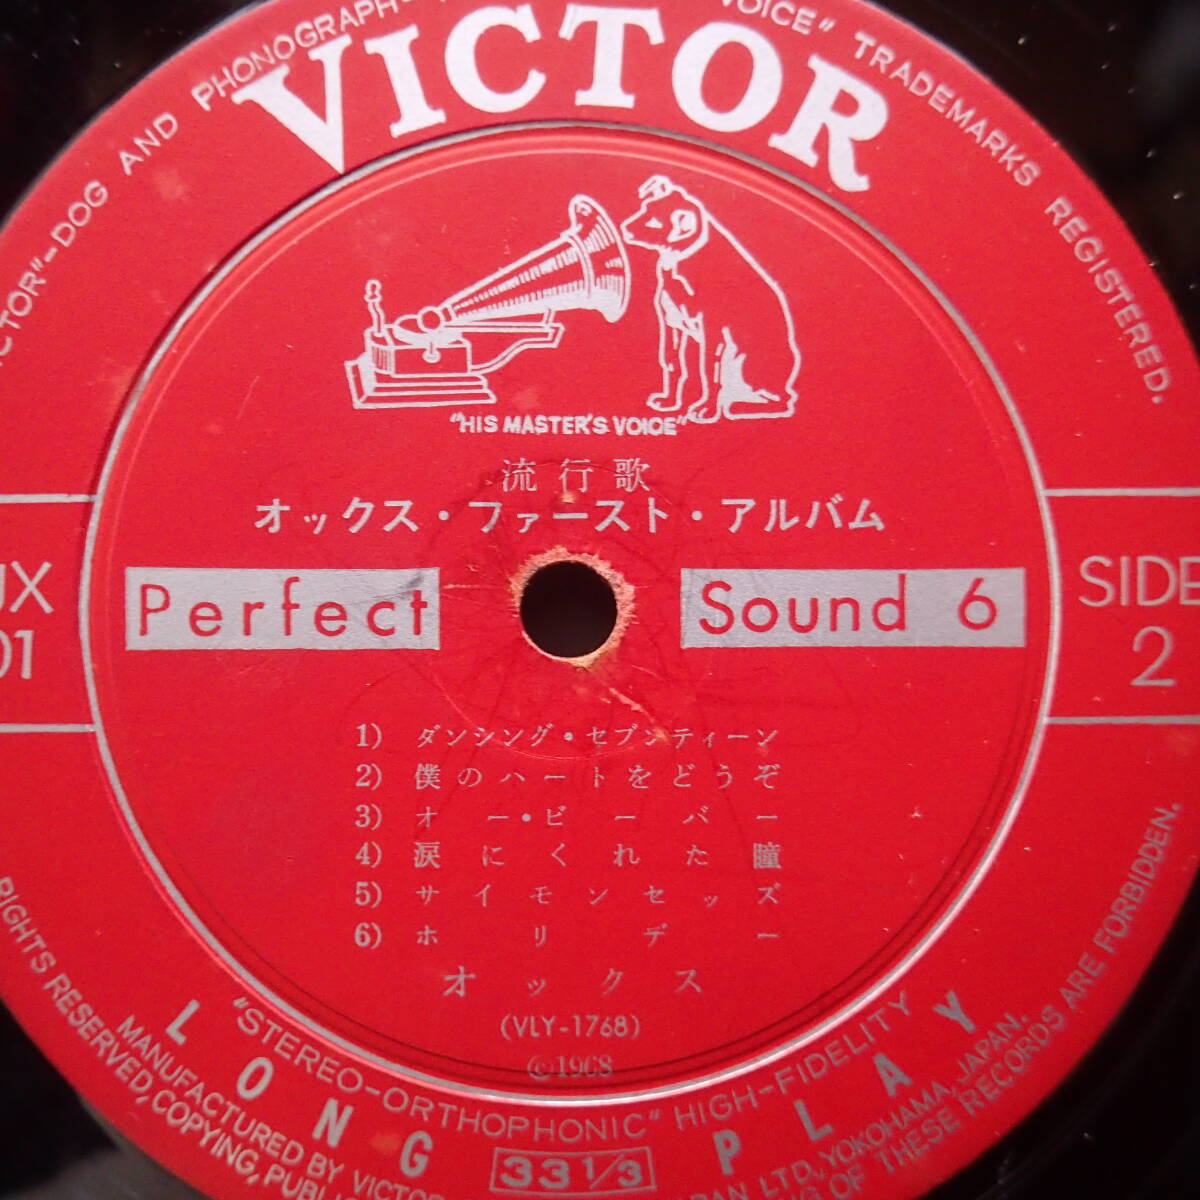 VICTOR
VICTOR"-DOG AND PHONOGRAPH- VOICE" TRADEMARKS REGISTERED.
"HIS MASTER'S VOICE"
流行歌
オックス・ファースト・アルバム
Perfect Sound 6
SIDE
2
1) ダンシング・セブンティーン
2) 僕のハートをどうぞ
3) オー・ビーバー
4) 涙にくれた瞳
5) サイモンセッズ
6) ホリデー
オックス
(VLY-1768)
©1968
"STEREO-ORTHOPHONIC" HIGH-FIDELITY
LONG PLAY
33 1/3
RIGHTS RESERVED, COPYING, OF THESE RECORDS ARE FORBIDDEN.
MANUFACTURED BY VICTOR LTD., YOKOHAMA, JAPAN.